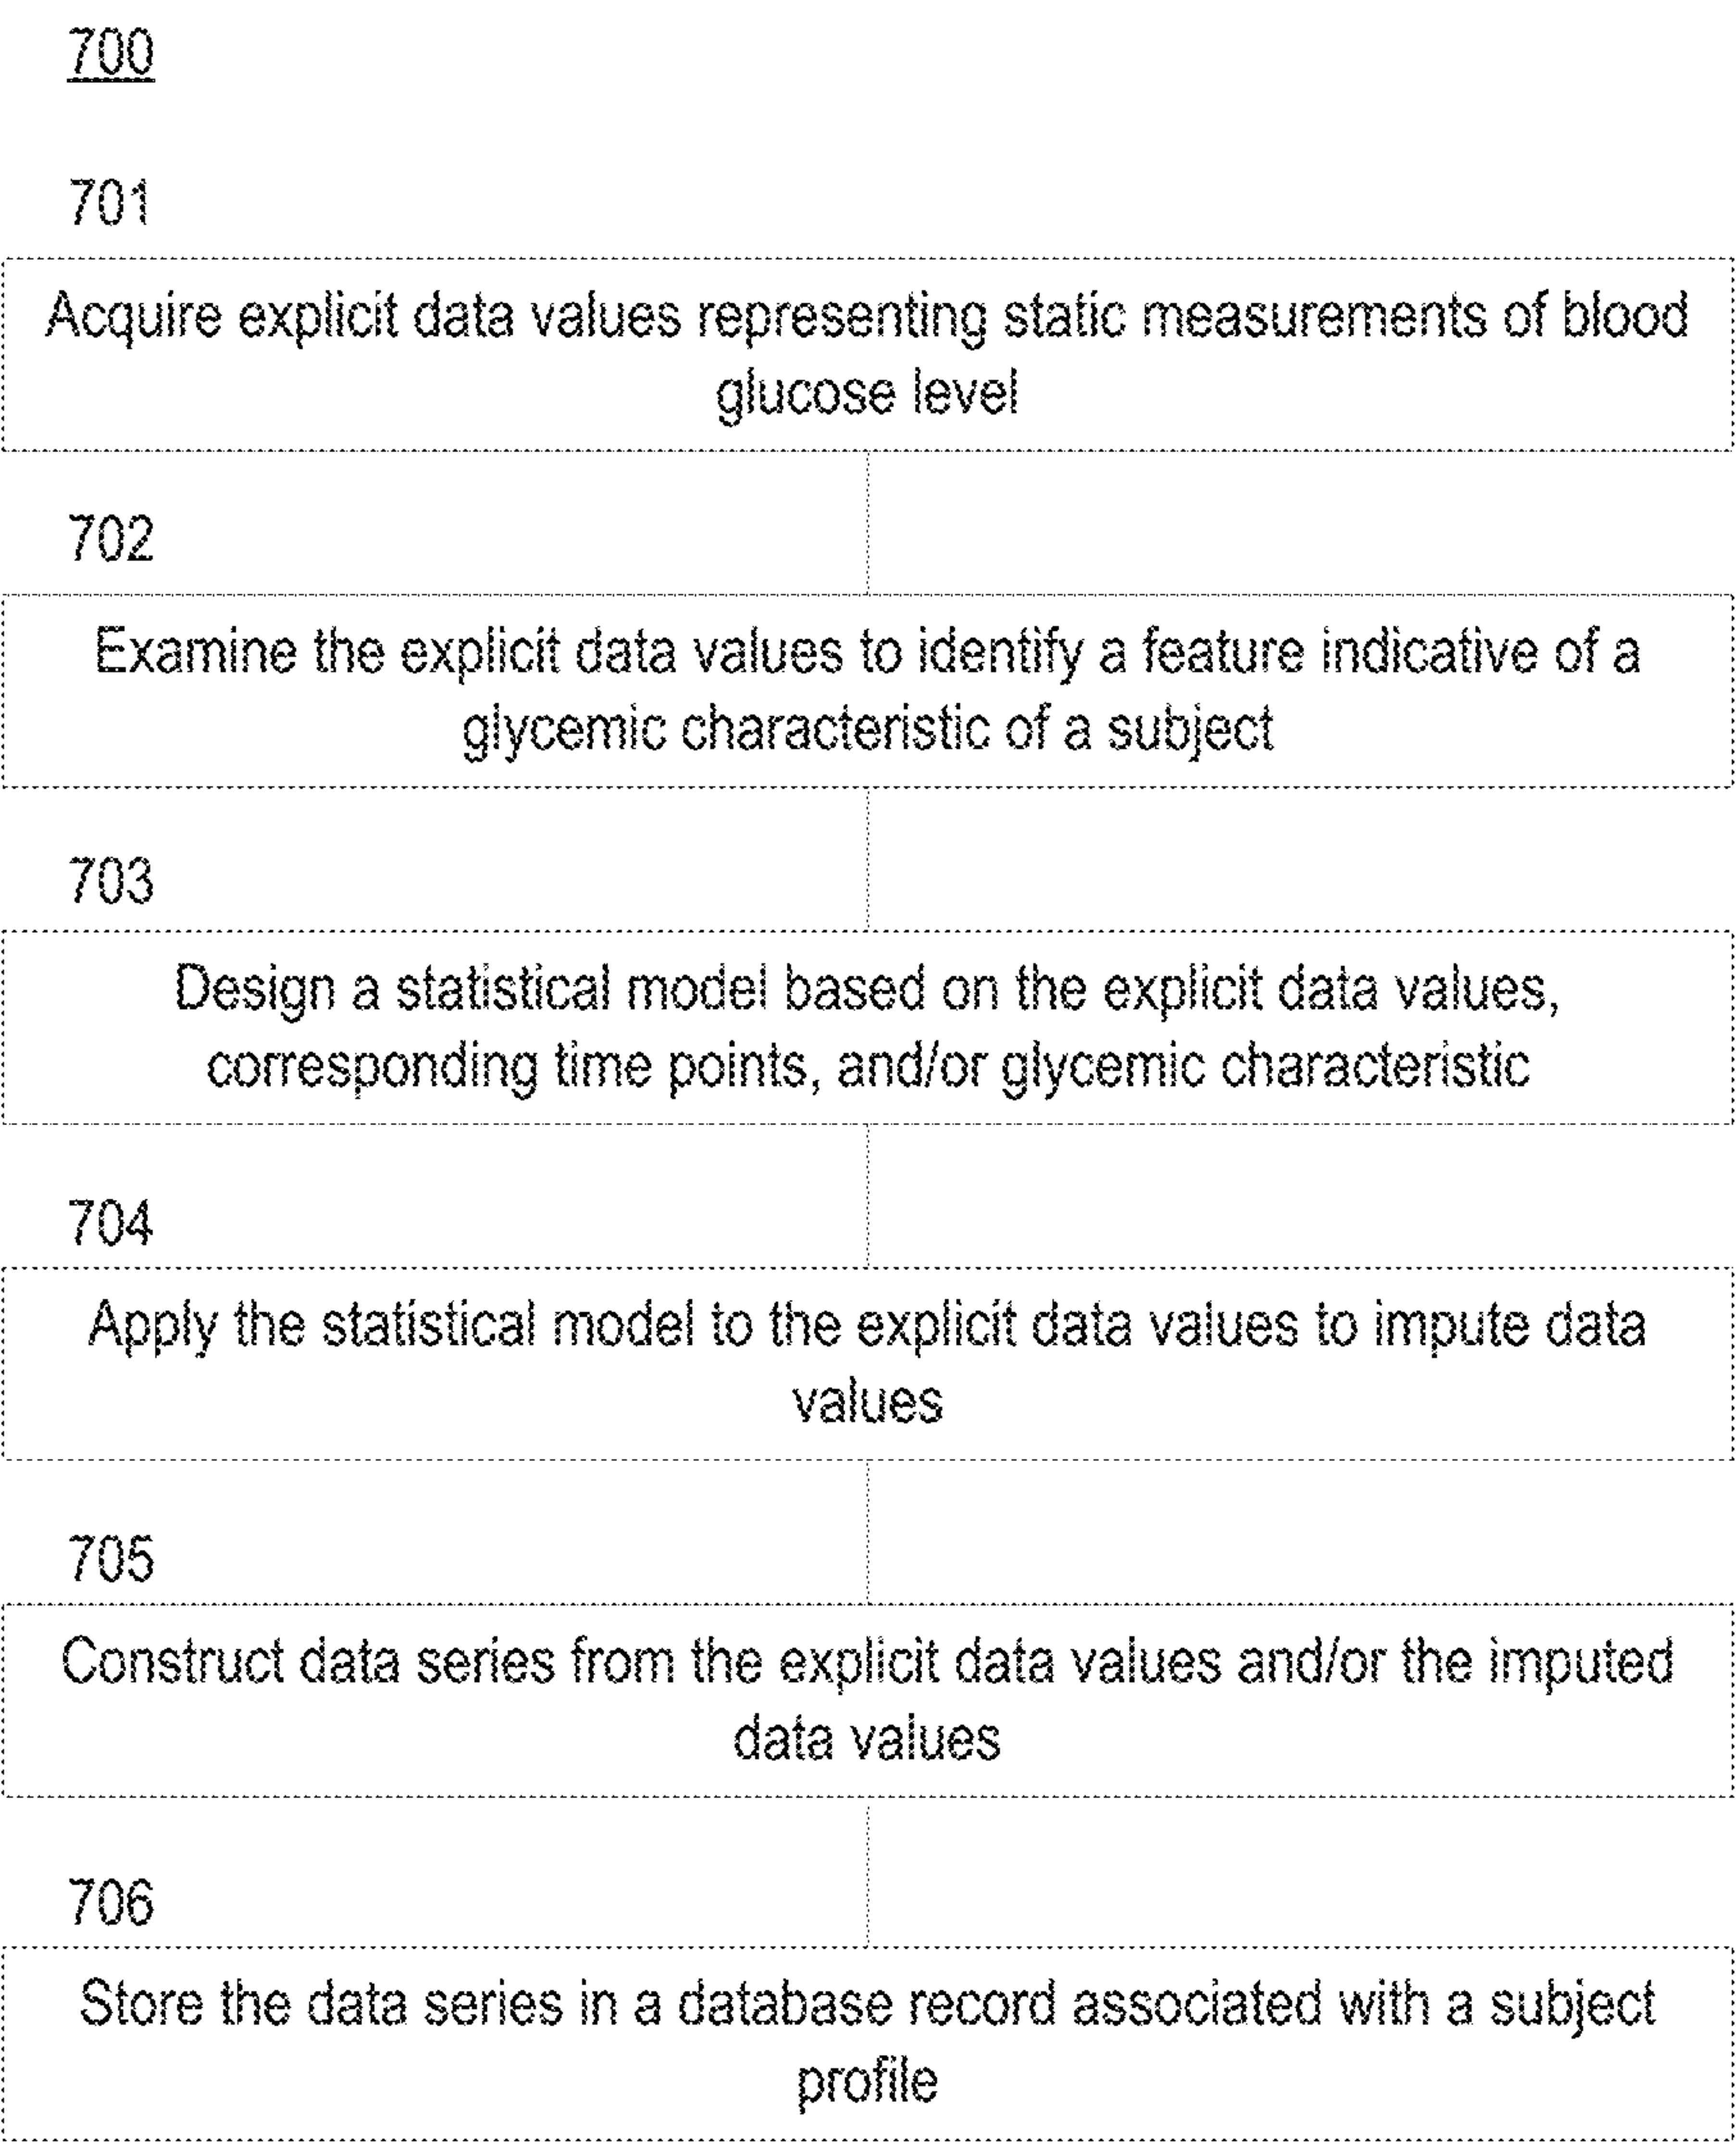 700
701
Acquire explicit data values representing static measurements of blood
glucose level
702
Examine the explicit data values to identify a feature indicative of a
glycemic characteristic of a subject
703
Design a statistical model based on the explicit data values,
corresponding time points, and/or glycemic characteristic
704
Apply the statistical model to the explicit data values to impute data
values
705
Construct data series from the explicit data values and/or the imputed
data values
706
Store the data series in a database record associated with a subject
profile